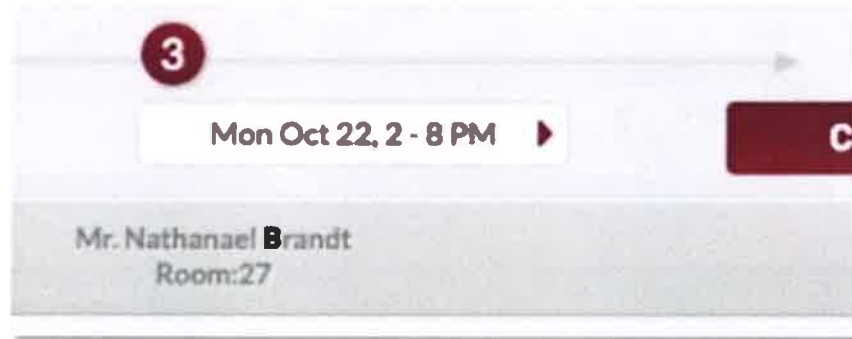 3
Mon Oct 22, 2 - 8 PM
C
Mr. Nathanael Brandt
Room:27